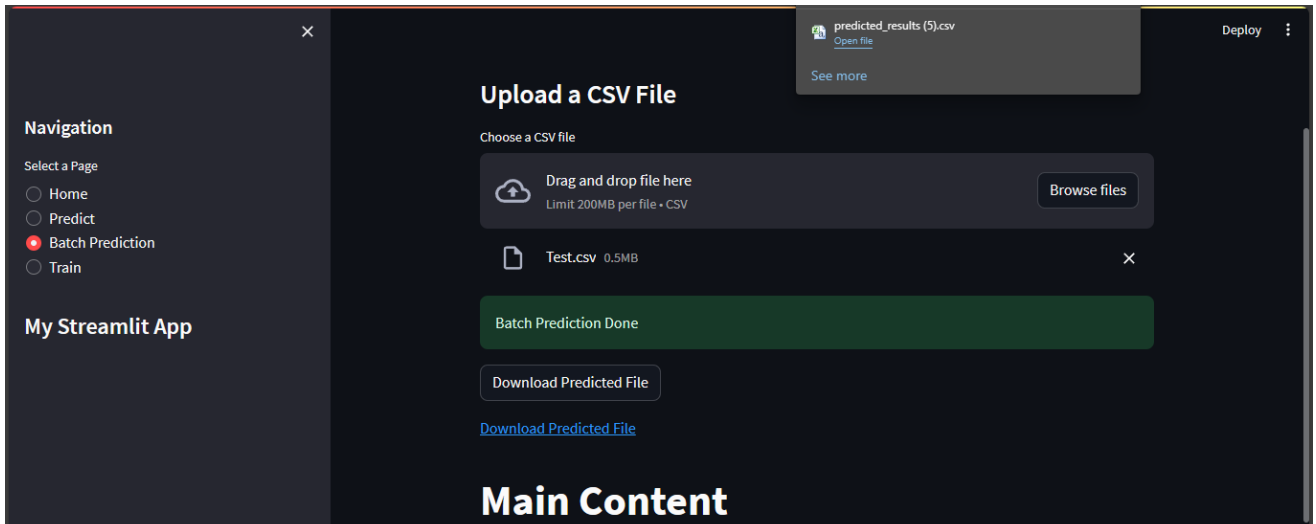 predicted_results (5).csv
Open file
See more
Deploy
Navigation
Select a Page
Home
Predict
Batch Prediction
Train
My Streamlit App
Upload a CSV File
Choose a CSV file
Drag and drop file here
Limit 200MB per file • CSV
Browse files
Test.csv 0.5MB
Batch Prediction Done
Download Predicted File
Download Predicted File
Main Content